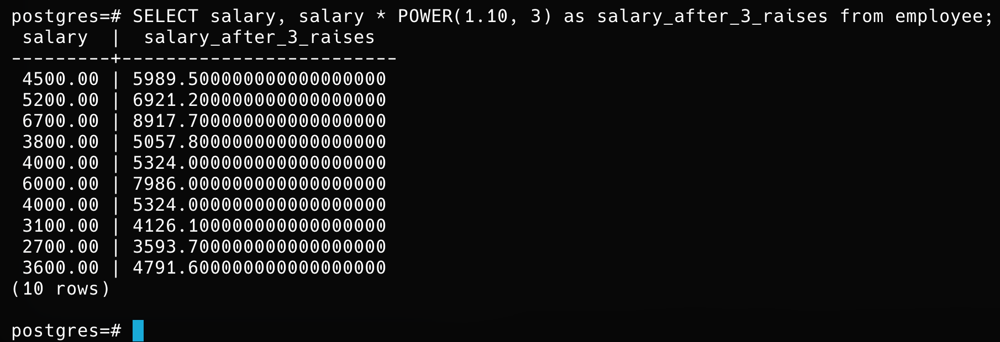 postgres=# SELECT salary, salary * POWER(1.10, 3) as salary_after_3_raises from employee;
 salary  |  salary_after_3_raises
---------+-------------------------
 4500.00 | 5989.500000000000000000
 5200.00 | 6921.200000000000000000
 6700.00 | 8917.700000000000000000
 3800.00 | 5057.800000000000000000
 4000.00 | 5324.000000000000000000
 6000.00 | 7986.000000000000000000
 4000.00 | 5324.000000000000000000
 3100.00 | 4126.100000000000000000
 2700.00 | 3593.700000000000000000
 3600.00 | 4791.600000000000000000
(10 rows)
postgres=#